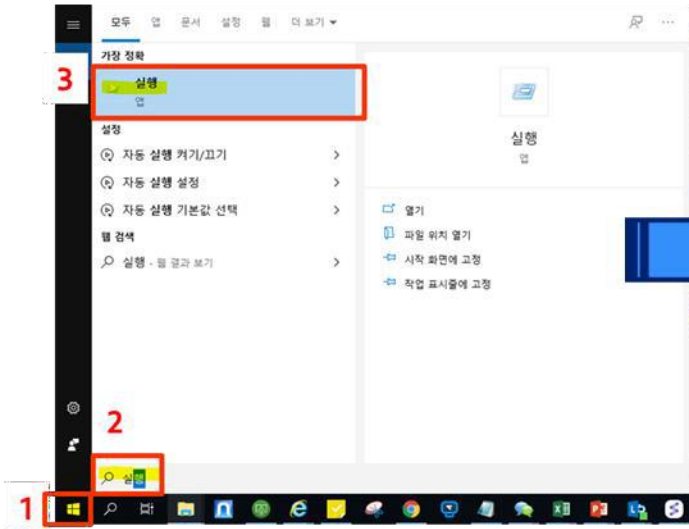 모두 앱 문서 설정 웹 더 보기
가장 정확
3
실행
앱
실행
앱
설정
자동 실행 켜기/끄기
자동 실행 설정
자동 실행 기본값 선택
웹 검색
실행 - 웹 결과 보기
열기
파일 위치 열기
시작 화면에 고정
작업 표시줄에 고정
2
실행
1